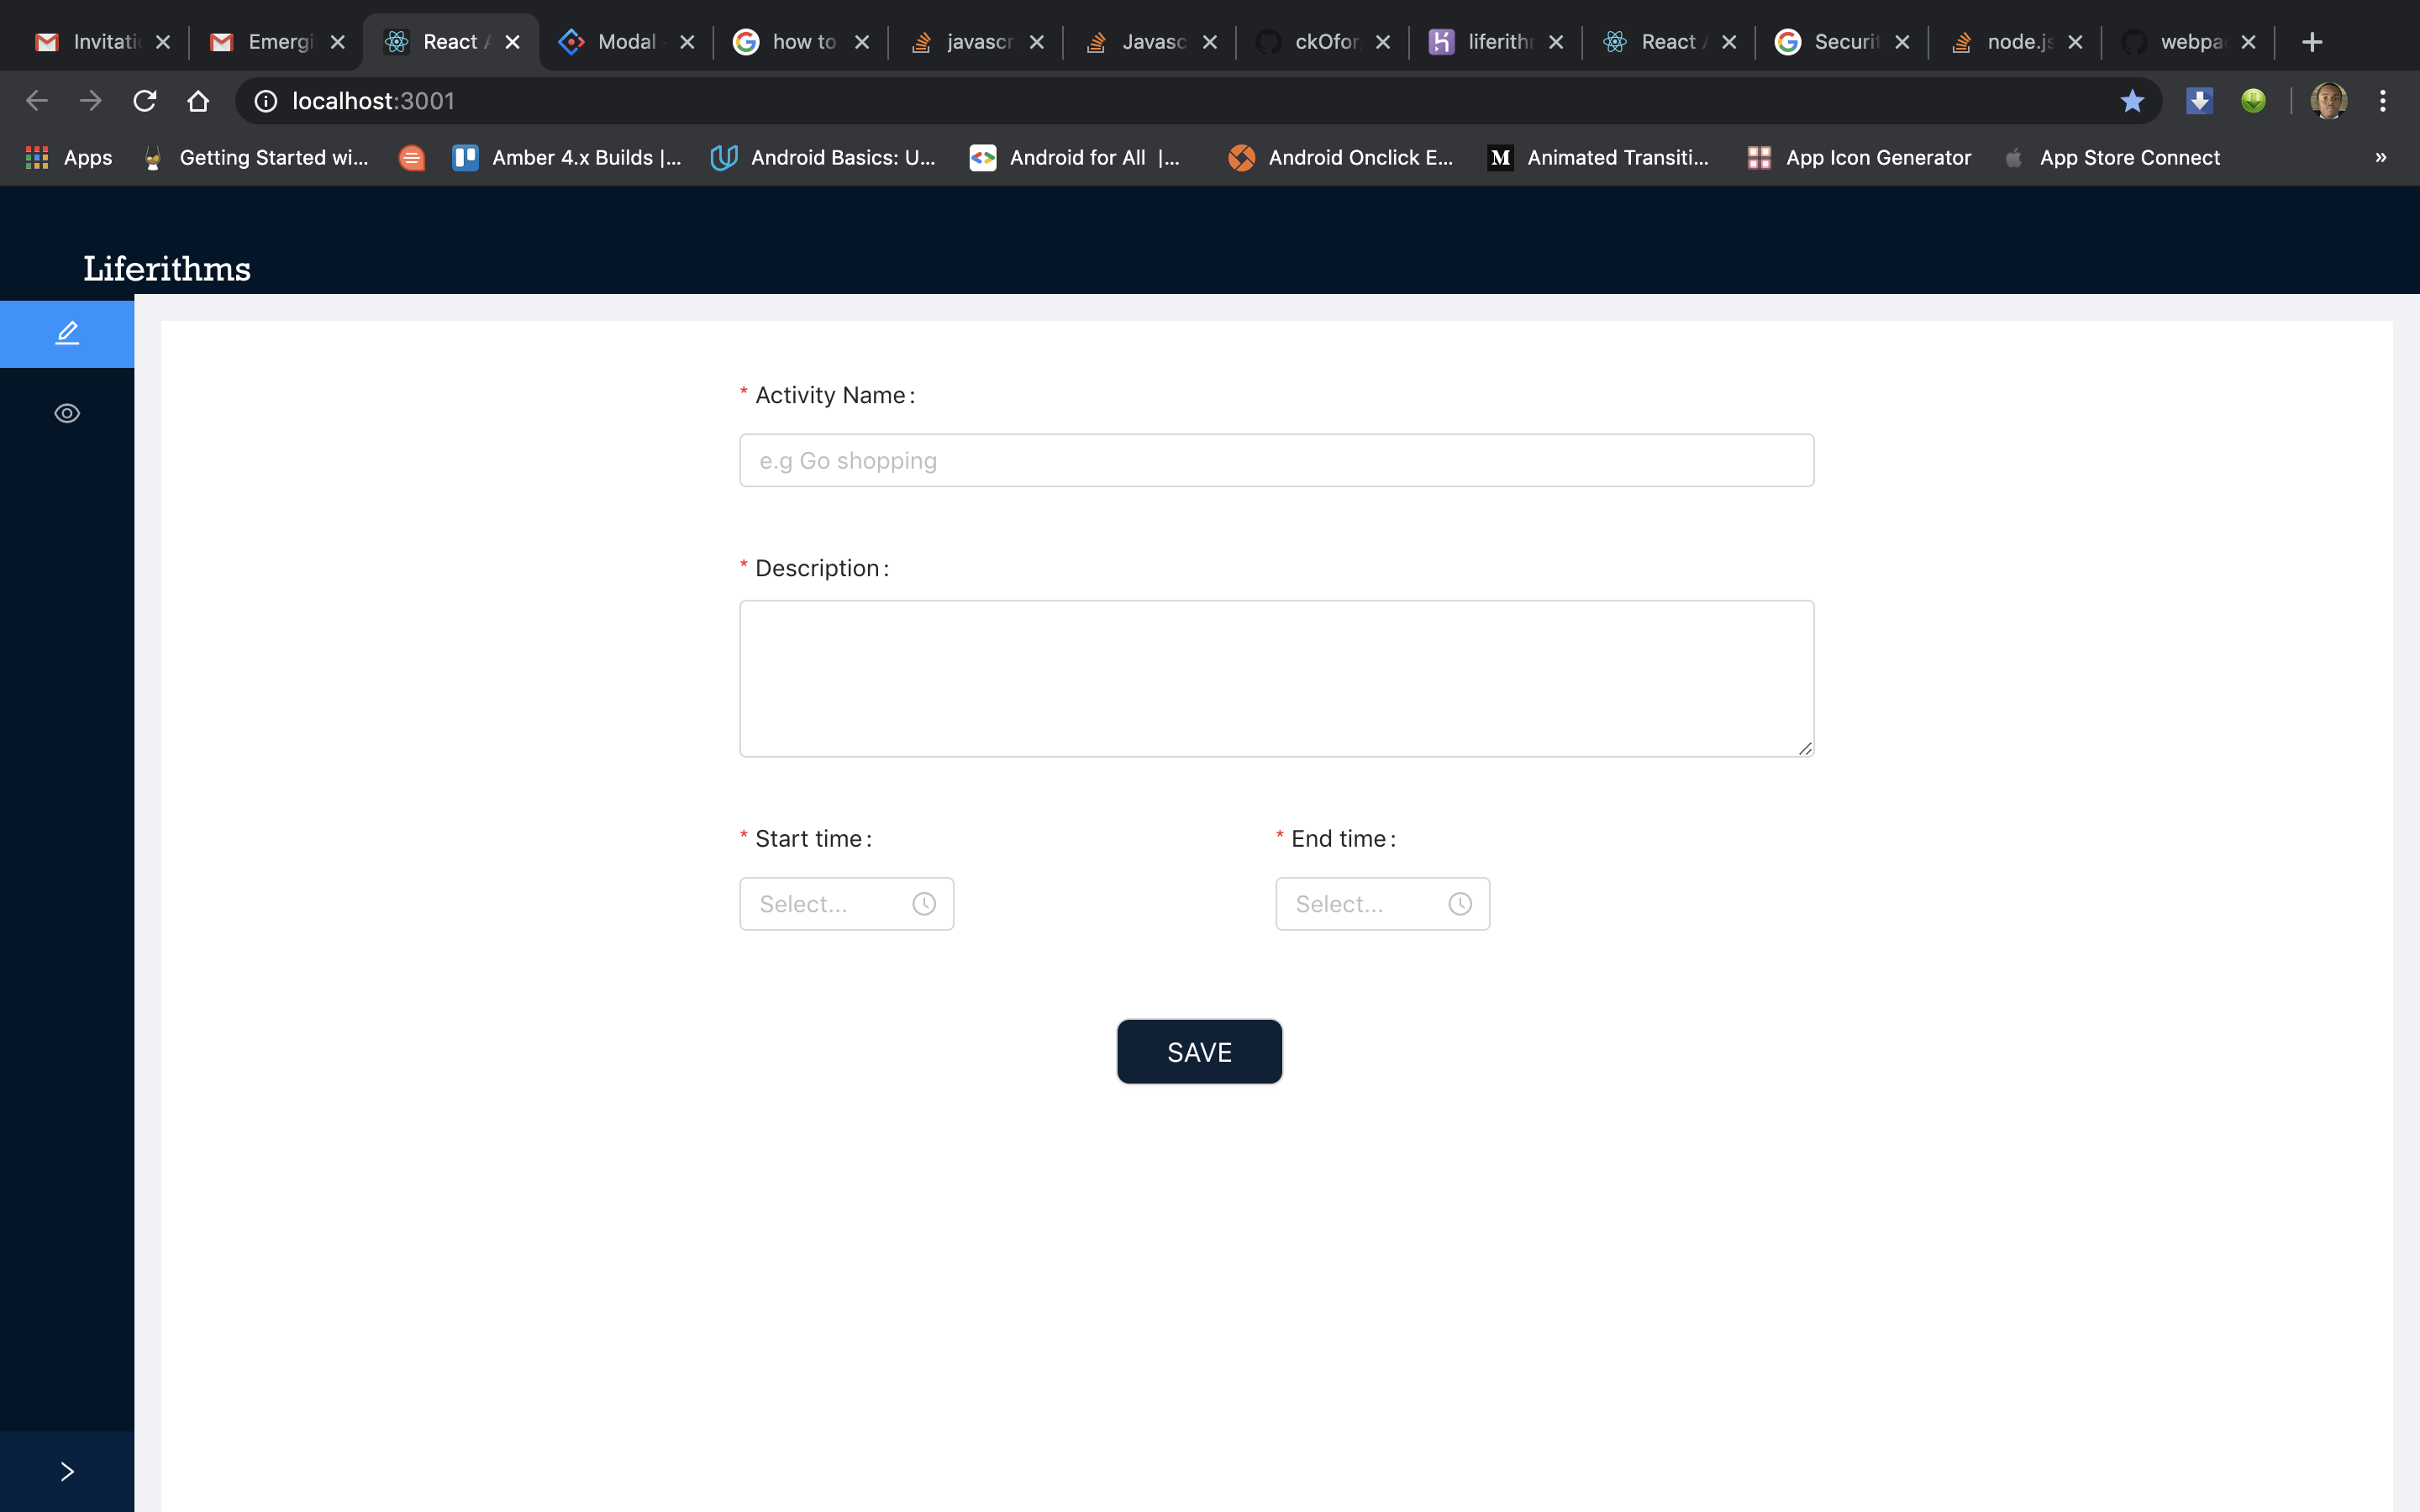 Invitati
Emergi
React A
Modal
how to
javascr
Javasc
ckOfor
liferithr
React A
Securit
node.js
webpa
localhost:3001
Apps
Getting Started wi...
Amber 4.x Builds |...
Android Basics: U...
Android for All |...
Android Onclick E...
Animated Transiti...
App Icon Generator
App Store Connect
»
Liferithms
* Activity Name:
e.g Go shopping
* Description:
* Start time:
* End time:
Select...
Select...
SAVE